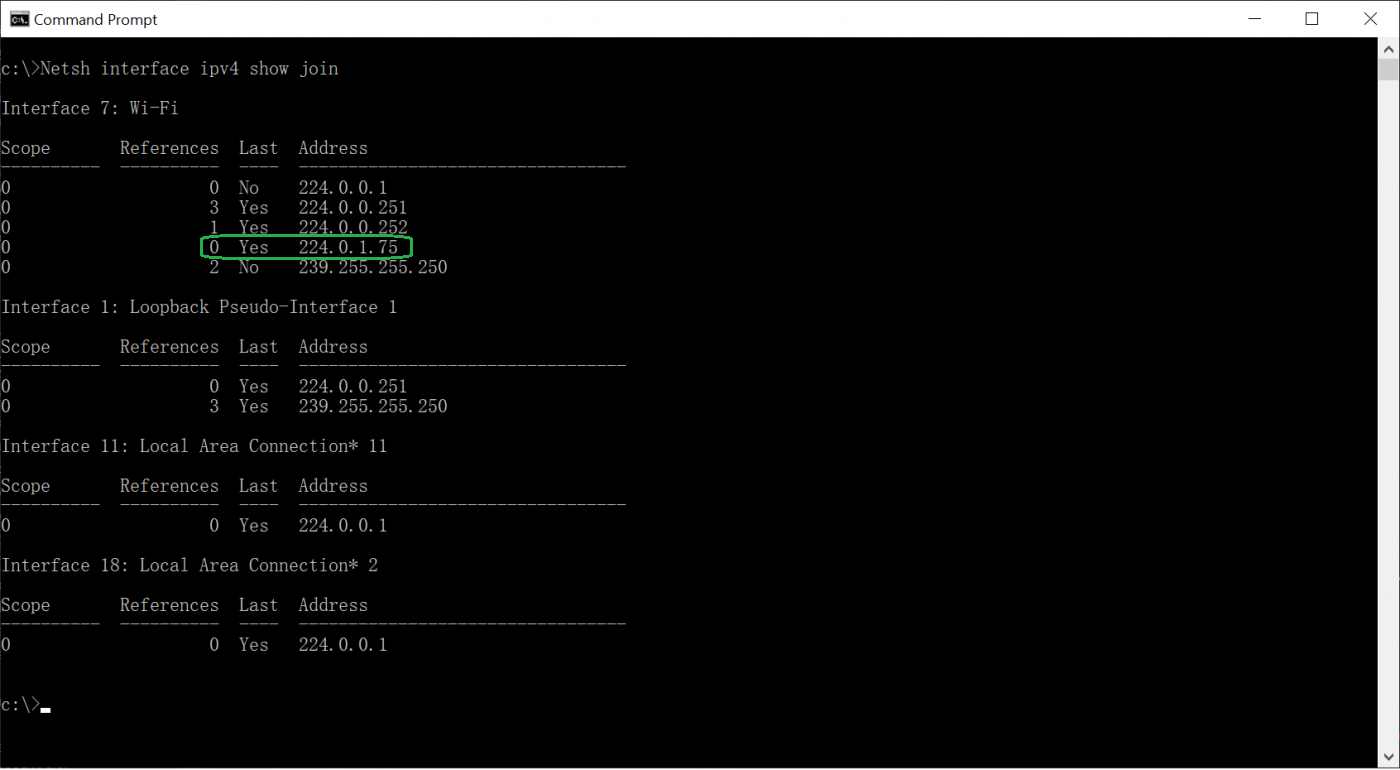 Command Prompt
c:\>Netsh interface ipv4 show join
Interface 7: Wi-Fi
Scope       References  Last  Address
----------  ----------  ----  ---------------------------------
0                    0  No    224.0.0.1
0                    3  Yes   224.0.0.251
0                    1  Yes   224.0.0.252
0                    0  Yes   224.0.1.75
0                    2  No    239.255.255.250
Interface 1: Loopback Pseudo-Interface 1
Scope       References  Last  Address
----------  ----------  ----  ---------------------------------
0                    0  Yes   224.0.0.251
0                    3  Yes   239.255.255.250
Interface 11: Local Area Connection* 11
Scope       References  Last  Address
----------  ----------  ----  ---------------------------------
0                    0  Yes   224.0.0.1
Interface 18: Local Area Connection* 2
Scope       References  Last  Address
----------  ----------  ----  ---------------------------------
0                    0  Yes   224.0.0.1
c:\>